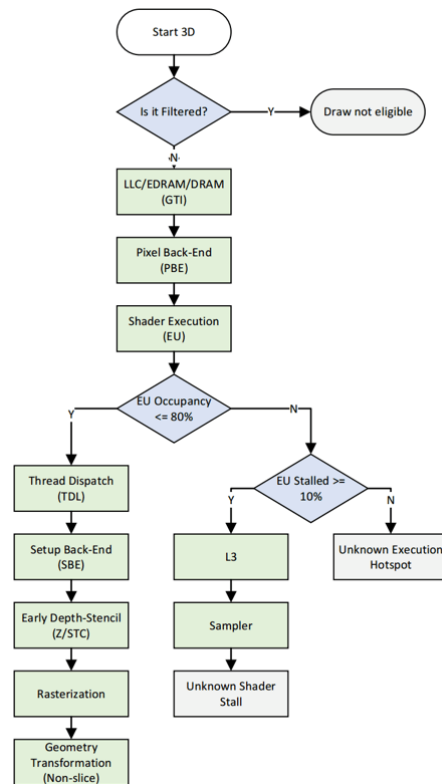 Start 3D
Is it Filtered?
Y
Draw not eligible
N
LLC/EDRAM/DRAM
(GTI)
Pixel Back-End
(PBE)
Shader Execution
(EU)
EU Occupancy
<= 80%
Y
N
Thread Dispatch
(TDL)
EU Stalled >=
10%
Y
N
Setup Back-End
(SBE)
L3
Unknown Execution
Hotspot
Early Depth-Stencil
(Z/STC)
Sampler
Rasterization
Unknown Shader
Stall
Geometry
Transformation
(Non-slice)